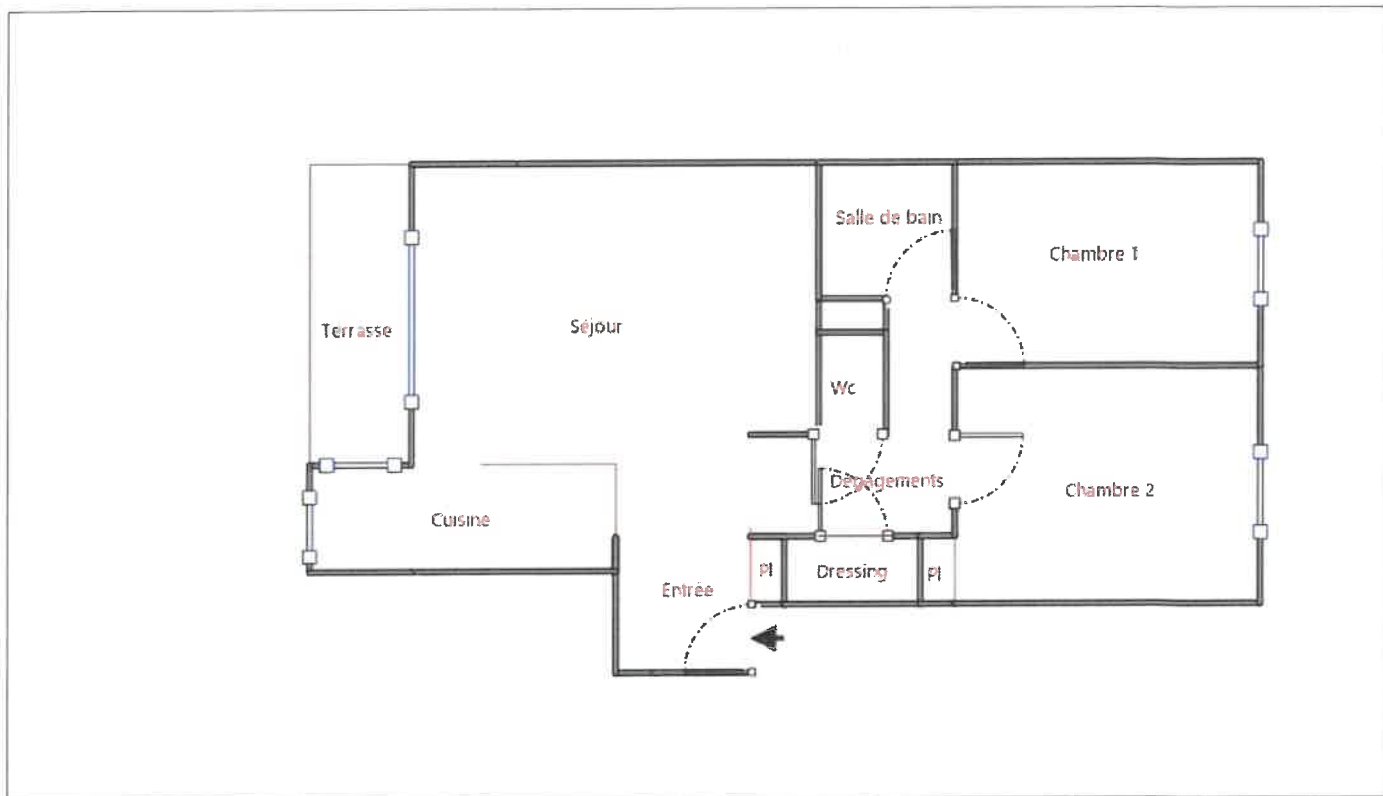 Salle de bain
Chambre 1
Terrasse
Séjour
Wc
Dégagements
Chambre 2
Cuisine
Pl
Dressing
Pl
Entrée